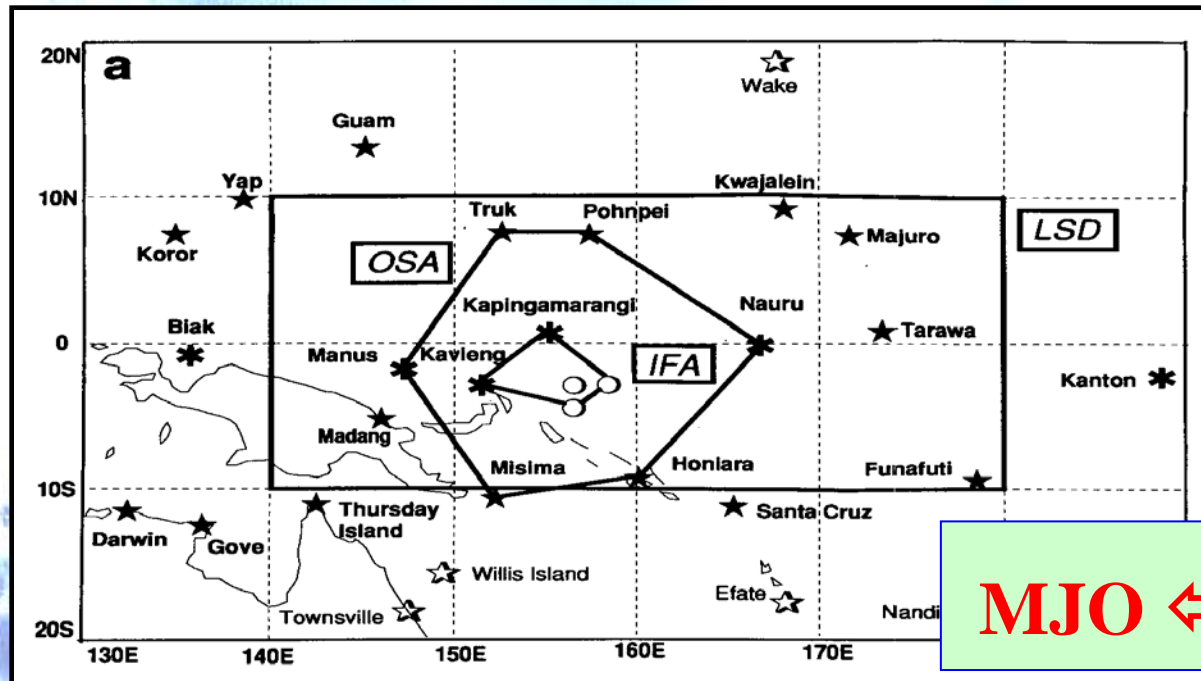 20N
a
Wake
Guam
Yap
Kwajalein
10N
Truk
Pohnpei
LSD
Koror
OSA
Majuro
Kapingamarangi
Nauru
Biak
Tarawa
0
Manus
Kavieng
IFA
Kanton
Madang
Misima
Honiara
Funafuti
10S
Thursday
Island
Santa Cruz
Darwin
Gove
Willis Island
Efate
Townsville
Nandi
MJO ⇦
20S
130E
140E
150E
160E
170E